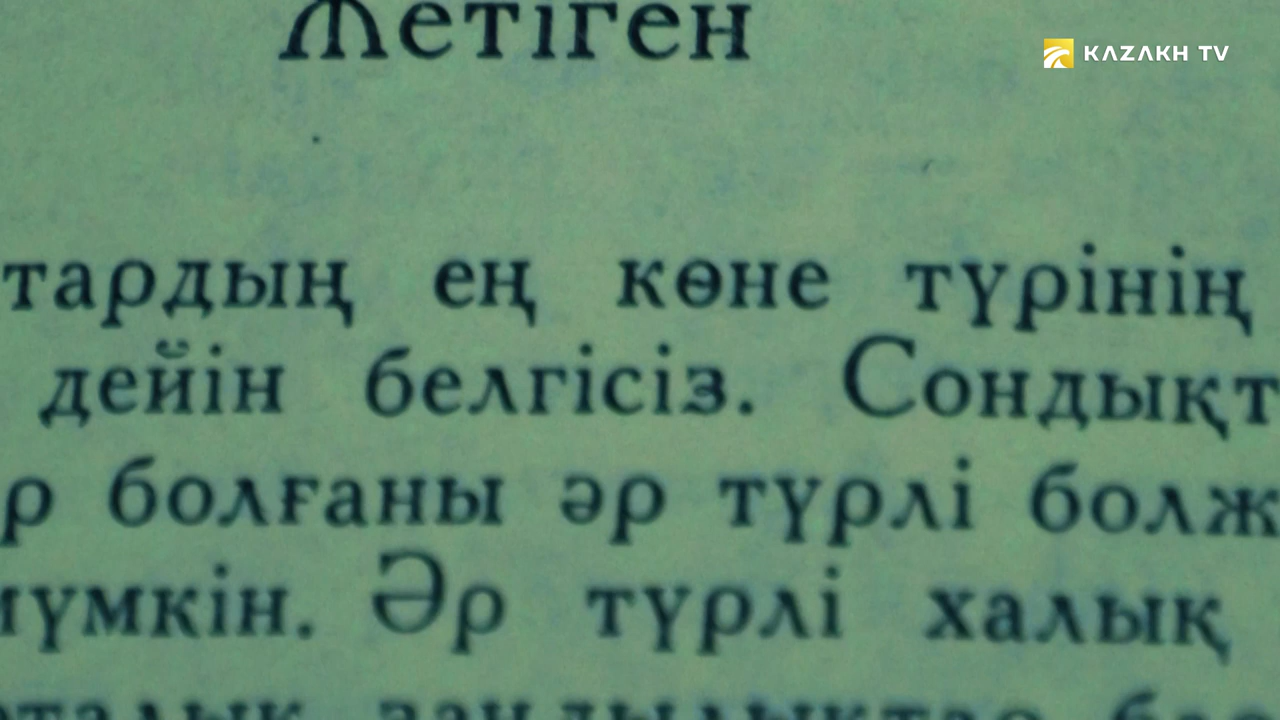 Жетіген
KAZAKH TV
тардың ең көне түрінің
дейін белгісіз. Сондықт
р болғаны әр түрлі болж
мүмкін. Әр түрлі халық